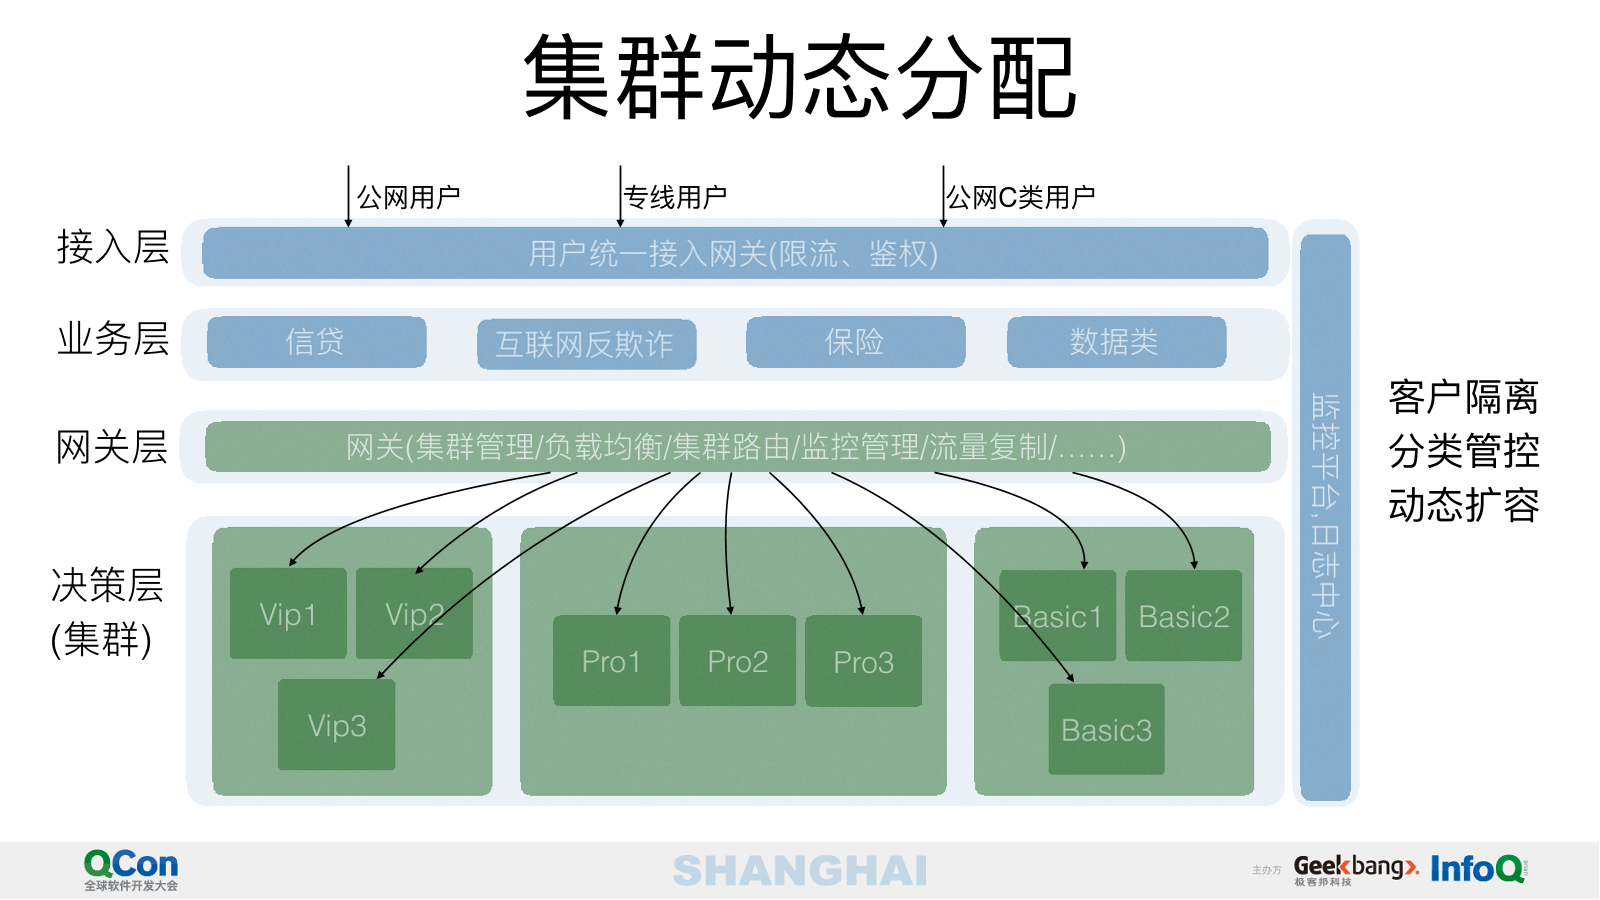 集群动态分配
公网用户
专线用户
公网C类用户
接入层
用户统一接入网关(限流、鉴权)
业务层
信贷
互联网反欺诈
保险
数据类
网关层
网关(集群管理/负载均衡/集群路由/监控管理/流量复制/……)
决策层
(集群)
Vip1
Vip2
Vip3
Pro1
Pro2
Pro3
Basic1
Basic2
Basic3
监控平台,日志中心
客户隔离
分类管控
动态扩容
QCon
全球软件开发大会
SHANGHAI
主办方
Geekbang
极客邦科技
InfoQ